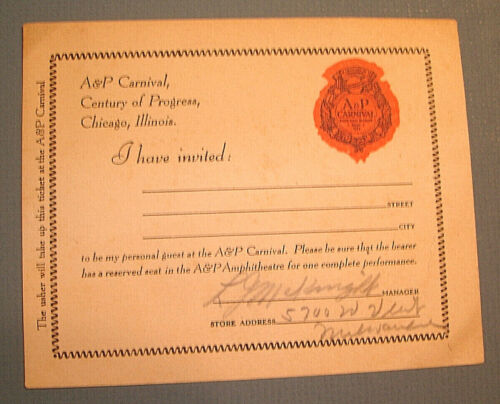 A&P Carnival,
Century of Progress,
Chicago, Illinois.
A&P
CARNIVAL
I have invited:
STREET
CITY
to be my personal guest at the A&P Carnival. Please be sure that the bearer
has a reserved seat in the A&P Amphitheatre for one complete performance.
MANAGER
STORE ADDRESS 5700 W Vliet
Milwaukee
The usher will take up this ticket at the A&P Carnival